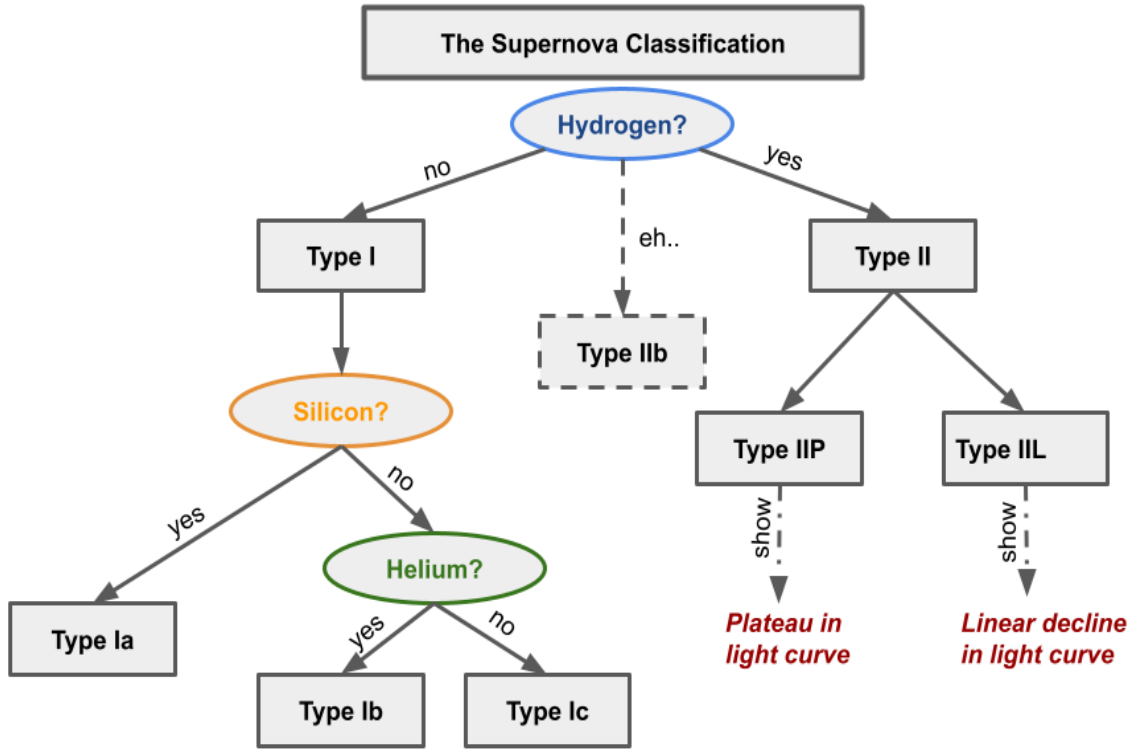 The Supernova Classification
Hydrogen?
no
yes
Type I
eh..
Type II
Type IIb
Silicon?
Type IIP
Type IIL
yes
no
show
show
Helium?
Type Ia
yes
no
Plateau in
light curve
Linear decline
in light curve
Type Ib
Type Ic